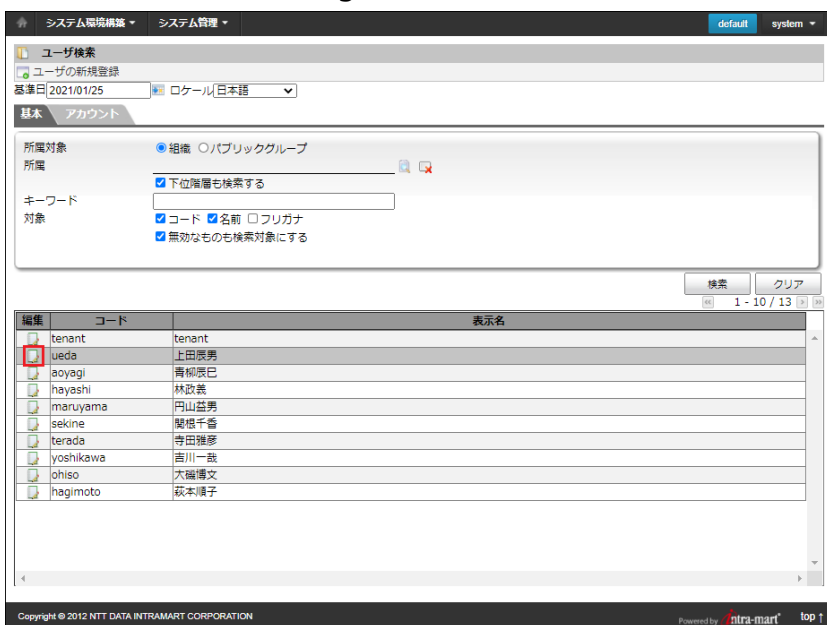 システム環境構築 ▾ システム管理 ▾ default system ▾
ユーザ検索
ユーザの新規登録
基準日 2021/01/25 ロケール 日本語
基本 アカウント
所属対象 組織 パブリックグループ
所属
下位階層も検索する
キーワード
対象 コード 名前 フリガナ
無効なものも検索対象にする
検索 クリア
1 - 10 / 13
編集 コード 表示名
tenant tenant
ueda 上田辰男
aoyagi 青柳辰巳
hayashi 林政義
maruyama 円山益男
sekine 関根千香
terada 寺田雅彦
yoshikawa 吉川一哉
ohiso 大磯博文
hagimoto 萩本順子
Copyright © 2012 NTT DATA INTRAMART CORPORATION Powered by intra-mart top ↑